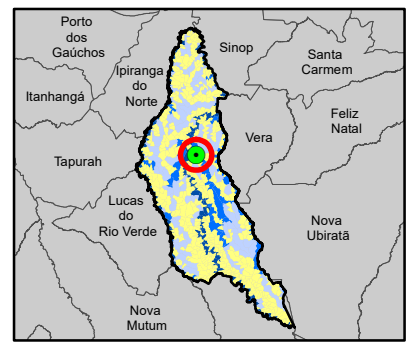 Porto
dos
Gaúchos
Sinop
Santa
Carmem
Ipiranga
do
Norte
Itanhangá
Feliz
Natal
Vera
Tapurah
Lucas
do
Rio Verde
Nova
Ubiratã
Nova
Mutum